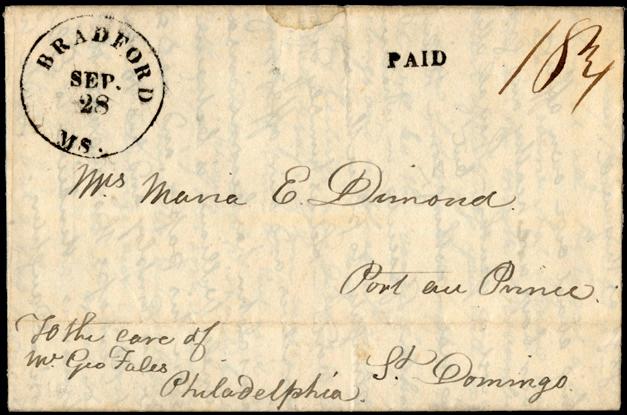 BRADFORD
SEP.
28
MS.
PAID
18¾
Mrs Maria E. Dimond.
Port au Prince.
To the care of
Mr Geo Fales
Philadelphia.
St Domingo.